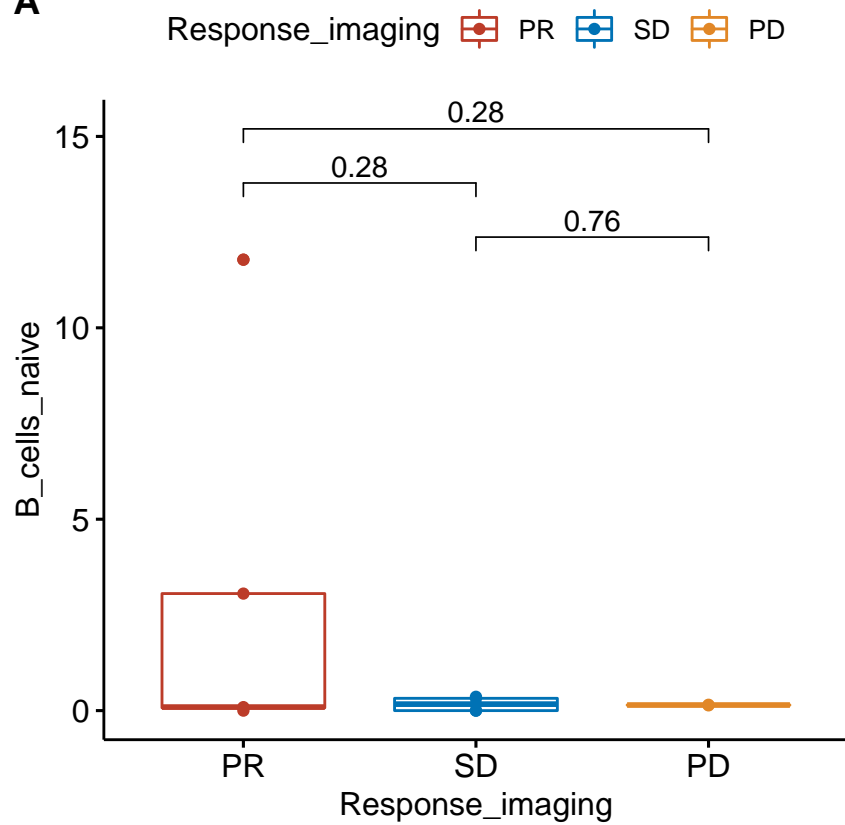 A
Response_imaging PR SD PD
15
10
5
0
B_cells_naive
0.28
0.28
0.76
PR SD PD
Response_imaging